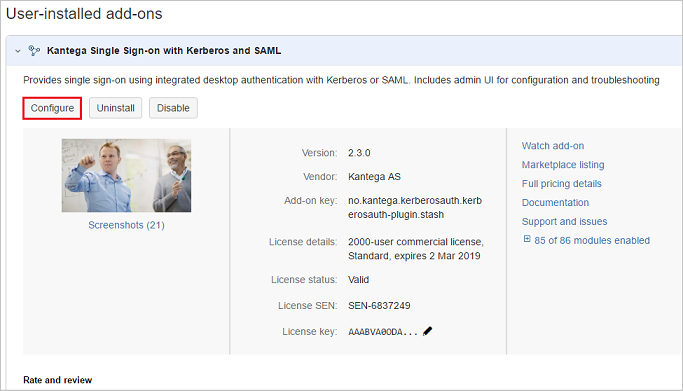 User-installed add-ons
Kantega Single Sign-on with Kerberos and SAML
Provides single sign-on using integrated desktop authentication with Kerberos or SAML. Includes admin UI for configuration and troubleshooting
Configure Uninstall Disable
Screenshots (21)
Version: 2.3.0
Vendor: Kantega AS
Add-on key: no.kantega.kerberosauth.kerb
erosauth-plugin.stash
License details: 2000-user commercial license,
Standard, expires 2 Mar 2019
License status: Valid
License SEN: SEN-6837249
License key: AAABVA0ODA...
Watch add-on
Marketplace listing
Full pricing details
Documentation
Support and issues
85 of 86 modules enabled
Rate and review